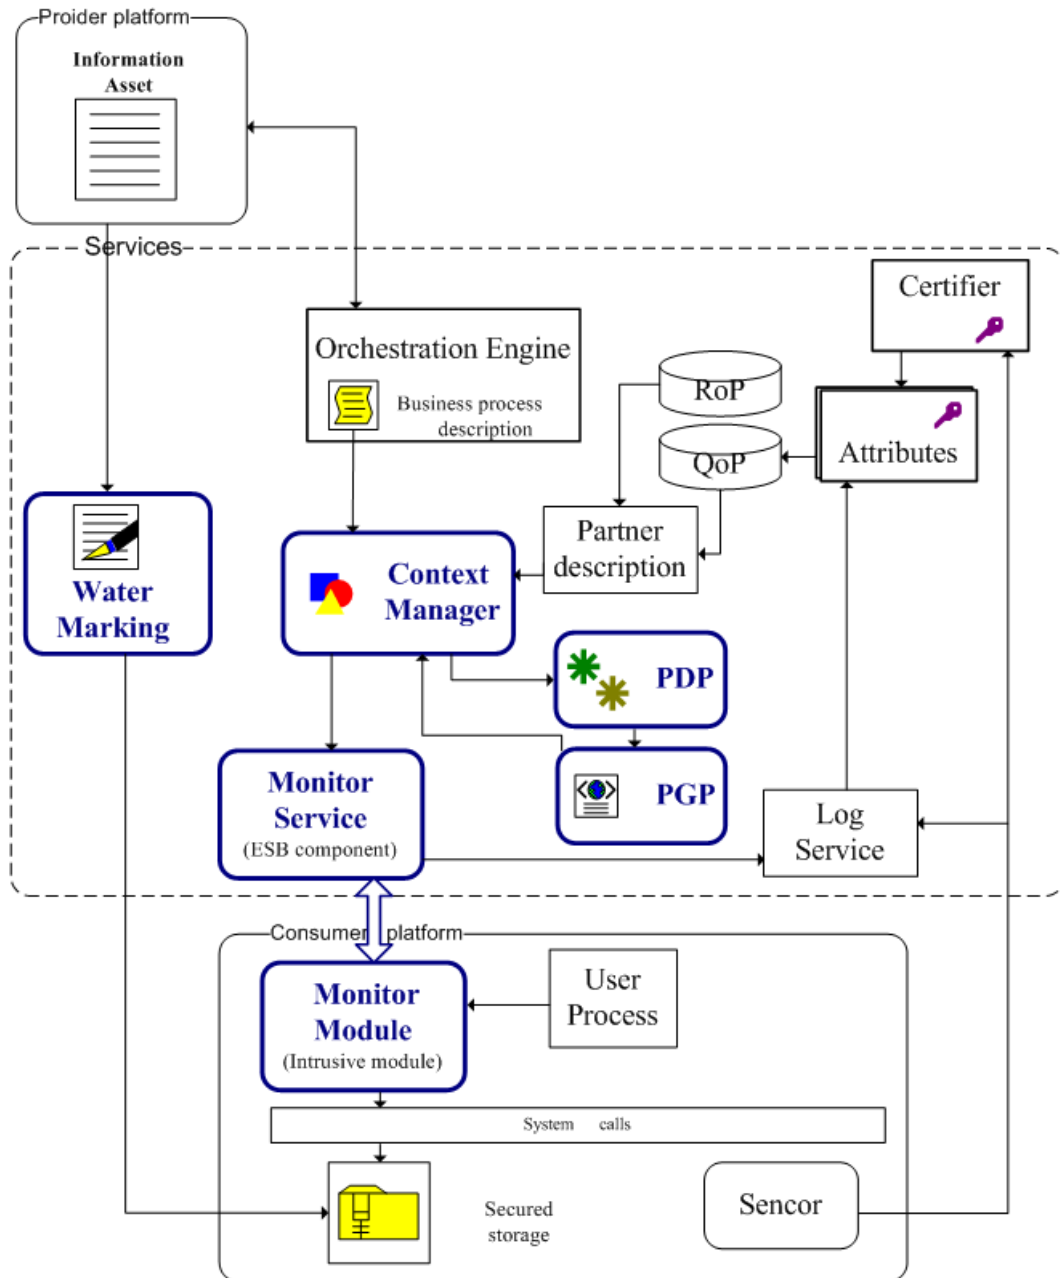 Proider platform
Information
Asset
Services
Certifier
Orchestration Engine
Business process
description
RoP
QoP
Attributes
Partner
description
Water
Marking
Context
Manager
PDP
PGP
Monitor
Service
(ESB component)
Log
Service
Consumer platform
Monitor
Module
(Intrusive module)
User
Process
System calls
Secured
storage
Sencor